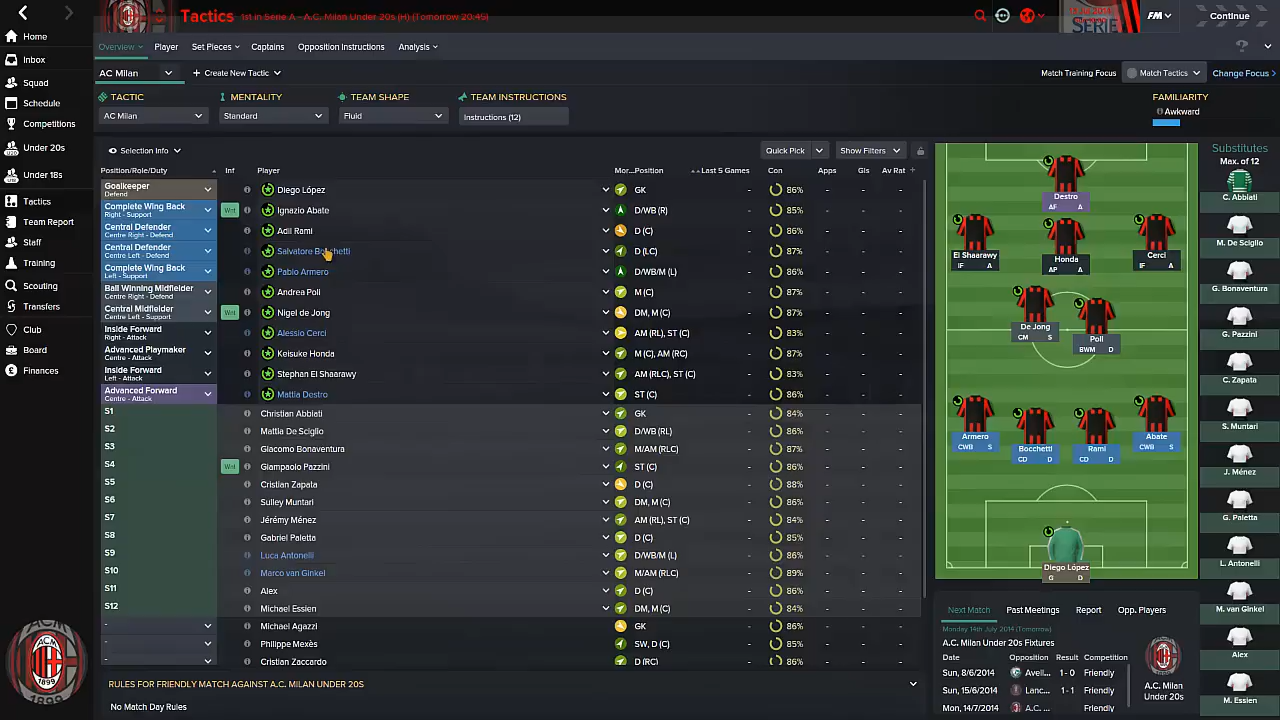 Tactics
1st in Serie A - A.C. Milan Under 20s (H) (Tomorrow 20:45)
SERIE
FM
Continue
Home
Inbox
Squad
Schedule
Competitions
Under 20s
Under 18s
Tactics
Team Report
Staff
Training
Scouting
Transfers
Club
Board
Finances
Overview
Player
Set Pieces
Captains
Opposition Instructions
Analysis
AC Milan
+ Create New Tactic
Match Training Focus
Match Tactics
Change Focus
TACTIC
AC Milan
MENTALITY
Standard
TEAM SHAPE
Fluid
TEAM INSTRUCTIONS
Instructions (12)
FAMILIARITY
Awkward
Selection Info
Quick Pick
Show Filters
Position/Role/Duty Inf Player Mor... Position Last 5 Games Con Apps Gls Av Rat +
Goalkeeper
Defend
Diego López GK - 86% - - -
Complete Wing Back
Right - Support
Wnt Ignazio Abate D/WB (R) - 85% - - -
Central Defender
Centre Right - Defend
Adil Rami D (C) - 86% - - -
Central Defender
Centre Left - Defend
Salvatore Bocchetti D (LC) - 87% - - -
Complete Wing Back
Left - Support
Pablo Armero D/WB/M (L) - 86% - - -
Ball Winning Midfielder
Centre Right - Defend
Andrea Poli M (C) - 87% - - -
Central Midfielder
Centre Left - Support
Wnt Nigel de Jong DM, M (C) - 87% - - -
Inside Forward
Right - Attack
Alessio Cerci AM (RL), ST (C) - 83% - - -
Advanced Playmaker
Centre - Attack
Keisuke Honda M (C), AM (RC) - 87% - - -
Inside Forward
Left - Attack
Stephan El Shaarawy AM (RLC), ST (C) - 83% - - -
Advanced Forward
Centre - Attack
Mattia Destro ST (C) - 86% - - -
S1 Christian Abbiati GK - 84% - - -
S2 Mattia De Sciglio D/WB (RL) - 86% - - -
S3 Giacomo Bonaventura M/AM (RLC) - 87% - - -
S4 Wnt Giampaolo Pazzini ST (C) - 86% - - -
S5 Cristian Zapata D (C) - 88% - - -
S6 Sulley Muntari DM, M (C) - 86% - - -
S7 Jérémy Ménez AM (RL), ST (C) - 84% - - -
S8 Gabriel Paletta D (C) - 85% - - -
S9 Luca Antonelli D/WB/M (L) - 86% - - -
S10 Marco van Ginkel M/AM (RLC) - 89% - - -
S11 Alex D (C) - 86% - - -
S12 Michael Essien DM, M (C) - 84% - - -
- Michael Agazzi GK - 86% - - -
- Philippe Mexès SW, D (C) - 85% - - -
- Cristian Zaccardo D (RC) - 86% - - -
RULES FOR FRIENDLY MATCH AGAINST A.C. MILAN UNDER 20S
No Match Day Rules
Destro
AF A
El Shaarawy
IF A
Honda
AP A
Cerci
IF A
De Jong
CM S
Poli
BWM D
Armero
CWB S
Bocchetti
CD D
Rami
CD D
Abate
CWB S
Diego López
G D
Substitutes
Max. of 12
C. Abbiati
M. De Sciglio
G. Bonaventura
G. Pazzini
C. Zapata
S. Muntari
J. Ménez
G. Paletta
L. Antonelli
M. van Ginkel
Alex
M. Essien
Next Match
Past Meetings
Report
Opp. Players
Monday 14th July 2014 (Tomorrow)
A.C. Milan Under 20s Fixtures
Date Opposition Result Competition
Sun, 8/6/2014 Avell... 1 - 0 Friendly
Sun, 15/6/2014 Lanc... 1 - 1 Friendly
Mon, 14/7/2014 A.C. ... Friendly
A.C. Milan
Under 20s
ACM
1899